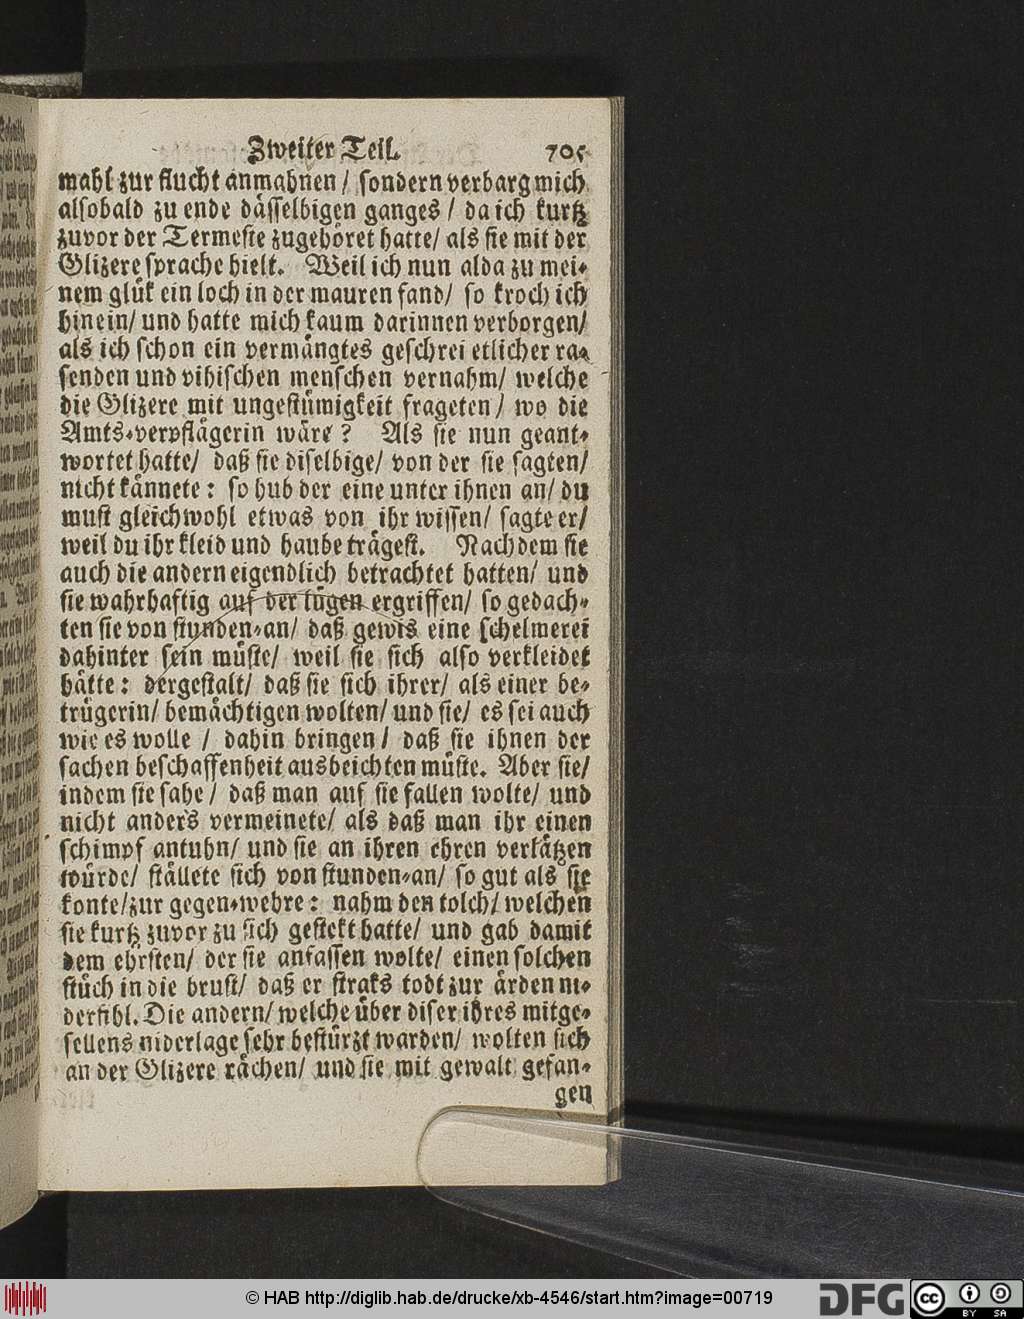 Zweiter Teil. 705
mahl zur flucht anmahnen / sondern verbarg mich
alsobald zu ende dässelbigen ganges / da ich kurtz
zuvor der Termeste zugehöret hatte/ als sie mit der
Glizere sprache hielt. Weil ich nun alda zu mei-
nem glük ein loch in der mauren fand/ so kroch ich
hinein/ und hatte mich kaum darinnen verborgen/
als ich schon ein vermängtes geschrei etlicher ra-
senden und vihischen menschen vernahm/ welche
die Glizere mit ungestümigkeit frageten / wo die
Amts-verpflägerin wäre? Als sie nun geant-
wortet hatte/ daß sie diselbige/ von der sie sagten/
nicht kännete: so hub der eine unter ihnen an/ du
must gleichwohl etwas von ihr wissen/ sagte er/
weil du ihr kleid und haube trägest. Nachdem sie
auch die andern eigendlich betrachtet hatten/ und
sie wahrhaftig auf der lügen ergriffen/ so gedach-
ten sie von stunden-an/ daß gewis eine schelmerei
dahinter sein müste/ weil sie sich also verkleidet
hätte: dergestalt/ daß sie sich ihrer/ als einer be-
trügerin/ bemächtigen wolten/ und sie/ es sei auch
wie es wolle / dahin bringen / daß sie ihnen der
sachen beschaffenheit ausbeichten müste. Aber sie/
indem sie sahe / daß man auf sie fallen wolte/ und
nicht anders vermeinete/ als daß man ihr einen
schimpf antuhn/ und sie an ihren ehren verlätzen
würde/ ställete sich von stunden-an/ so gut als sie
konte/ zur gegen-wehre: nahm den tolch/ welchen
sie kurtz zuvor zu sich gestekt hatte/ und gab damit
dem ehrsten/ der sie anfassen wolte/ einen solchen
stüch in die brust/ daß er straks todt zur ärden ni-
derfihl. Die andern/ welche über diser ihres mitge-
sellens niderlage sehr bestürzt warden/ wolten sich
an der Glizere rächen/ und sie mit gewalt gefan-
gen
© HAB http://diglib.hab.de/drucke/xb-4546/start.htm?image=00719
DFG
cc BY SA